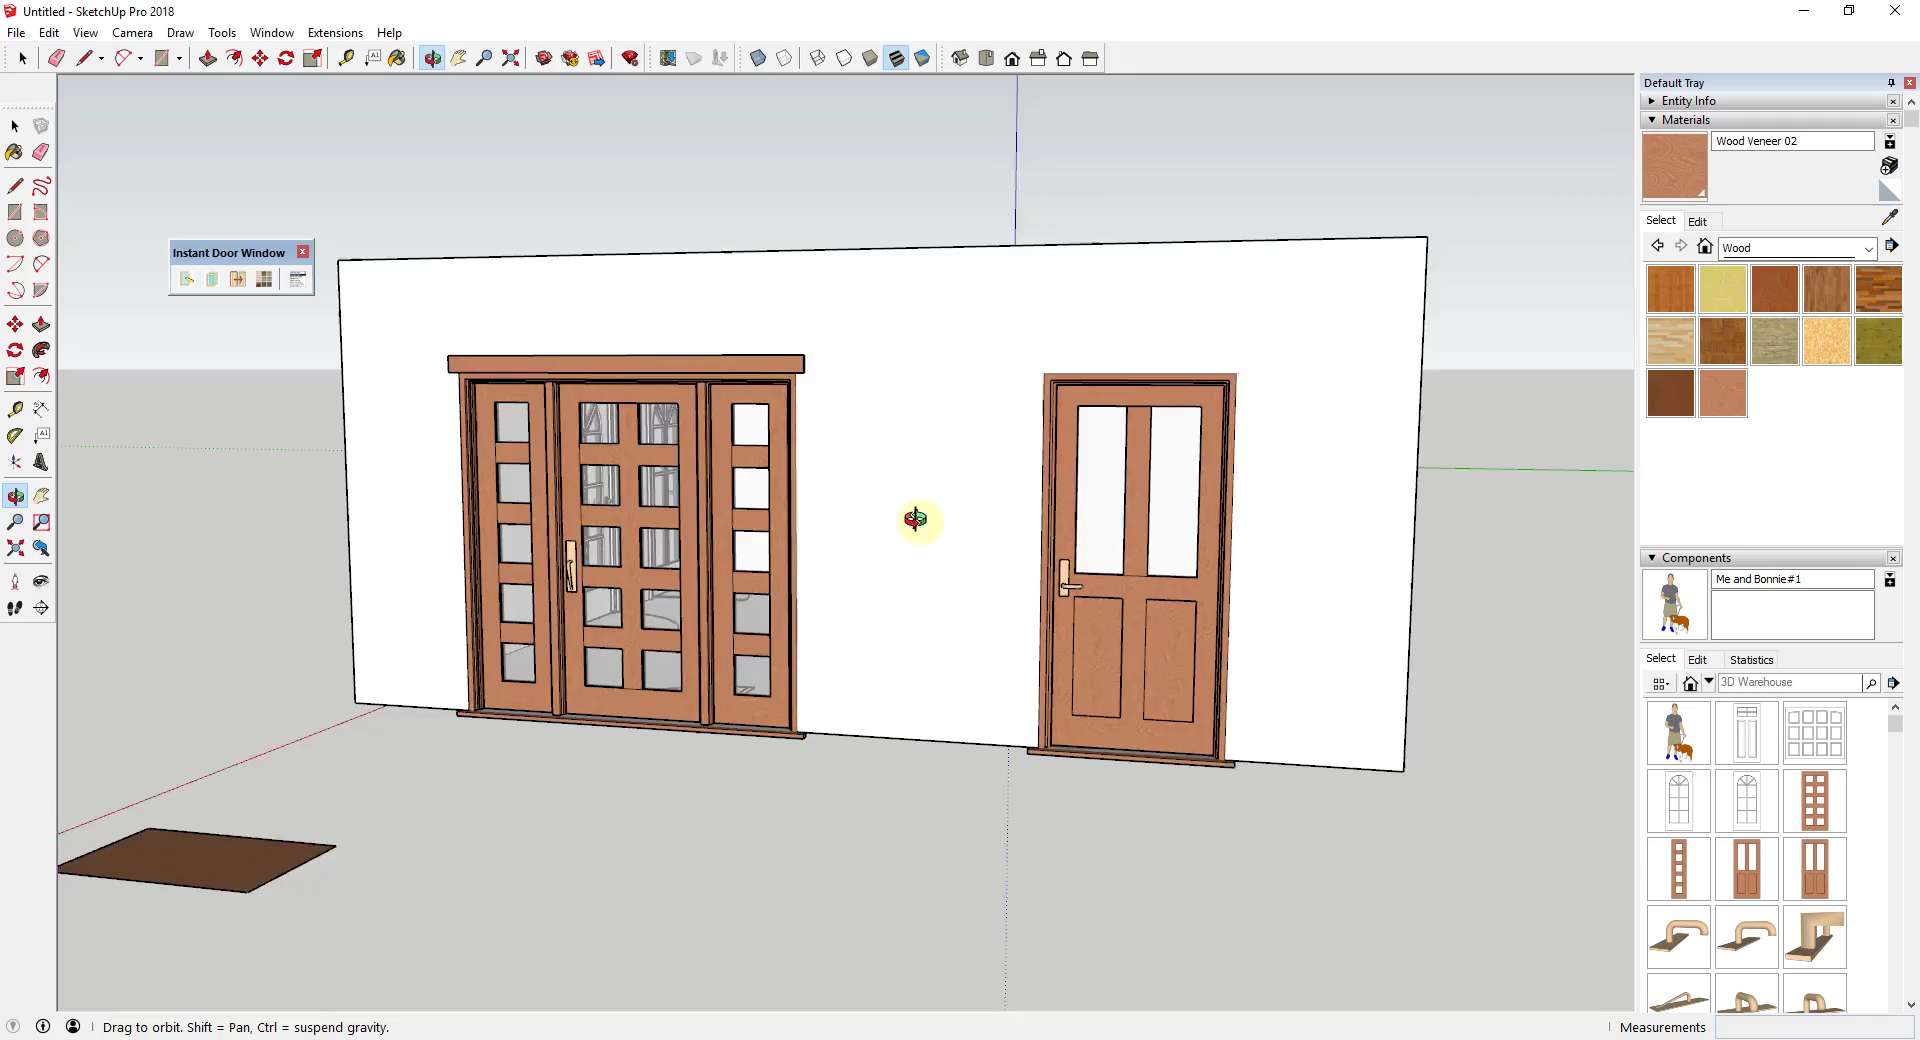 Untitled - SketchUp Pro 2018
File Edit View Camera Draw Tools Window Extensions Help
Default Tray
Entity Info
Materials
Wood Veneer 02
Select Edit
Wood
Instant Door Window
Components
Me and Bonnie#1
Select Edit Statistics
3D Warehouse
Drag to orbit. Shift = Pan, Ctrl = suspend gravity.
Measurements